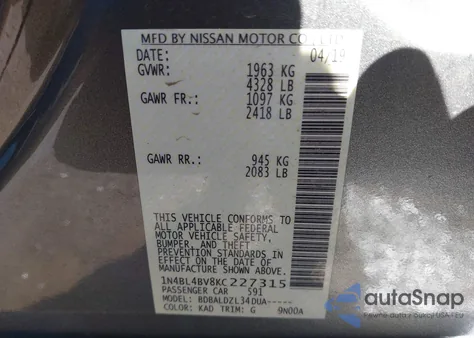 MFD BY NISSAN MOTOR CO., LTD.
DATE: 04/19
GVWR: 1963 KG
4328 LB
GAWR FR.: 1097 KG
2418 LB
GAWR RR.: 945 KG
2083 LB
THIS VEHICLE CONFORMS TO
ALL APPLICABLE FEDERAL
MOTOR VEHICLE SAFETY,
BUMPER, AND THEFT
PREVENTION STANDARDS IN
EFFECT ON THE DATE OF
MANUFACTURE SHOWN ABOVE.
1N4BL4BV8KC227315
PASSENGER CAR S91
MODEL: BDBALDZL34DUA-----
COLOR: KAD TRIM: G 9N00A
autaSnap